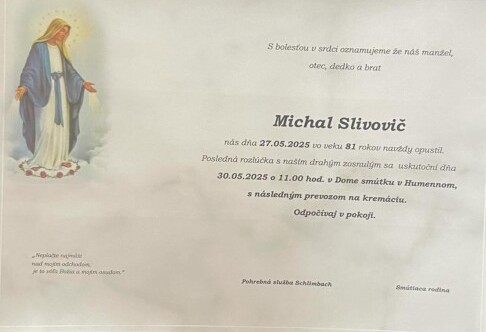 S bolesťou v srdci oznamujeme že náš manžel,
otec, dedko a brat
Michal Slivovič
nás dňa 27.05.2025 vo veku 81 rokov navždy opustil.
Posledná rozlúčka s naším drahým zosnulým sa uskutoční dňa
30.05.2025 o 11.00 hod. v Dome smútku v Humennom,
s následným prevozom na kremáciu.
Odpočívaj v pokoji.
„Neplačte najmilší
nad mojim odchodom,
je to vôľa Božia a mojim osudom."
Pohrebná služba Schlimbach
Smútiaca rodina